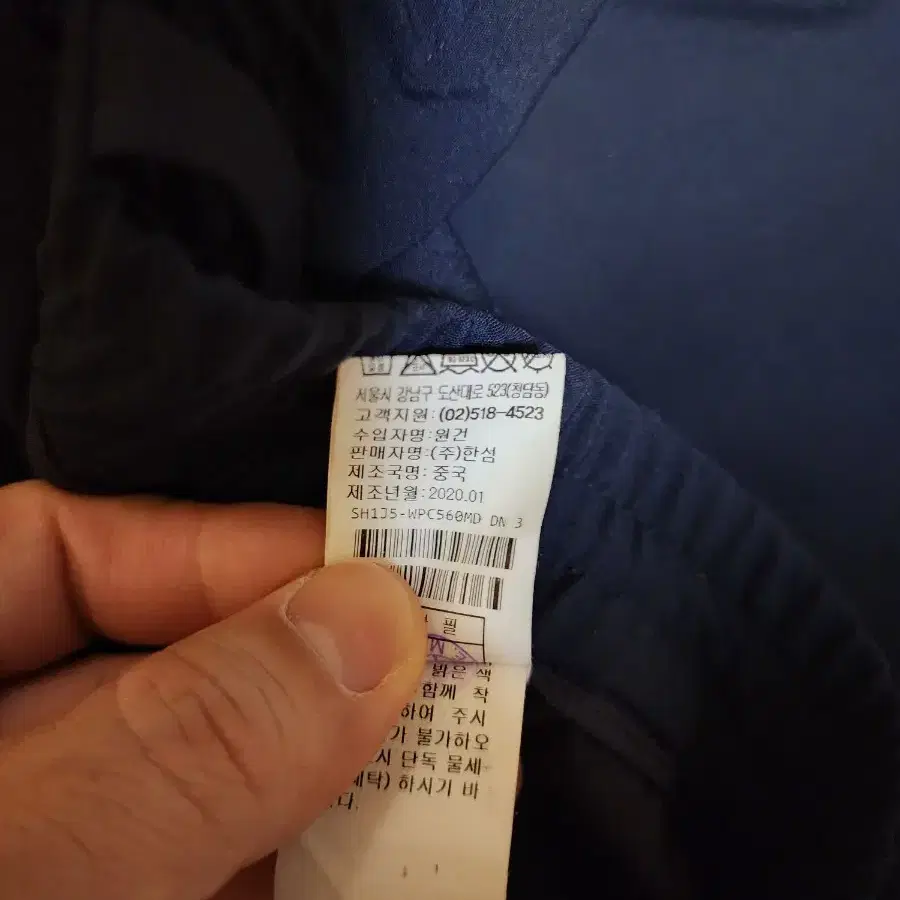 서울시 강남구 도산대로 523(청담동)
고객지원:(02)518-4523
수입자명:원건
판매자명:(주)한섬
제조국명:중국
제조년월:2020.01
SH1J5-WPC560MD DN 3
필
M
밝은 색
함께 착
하여 주시
가 불가하오
시 단독 물세
세탁) 하시기 바
다.